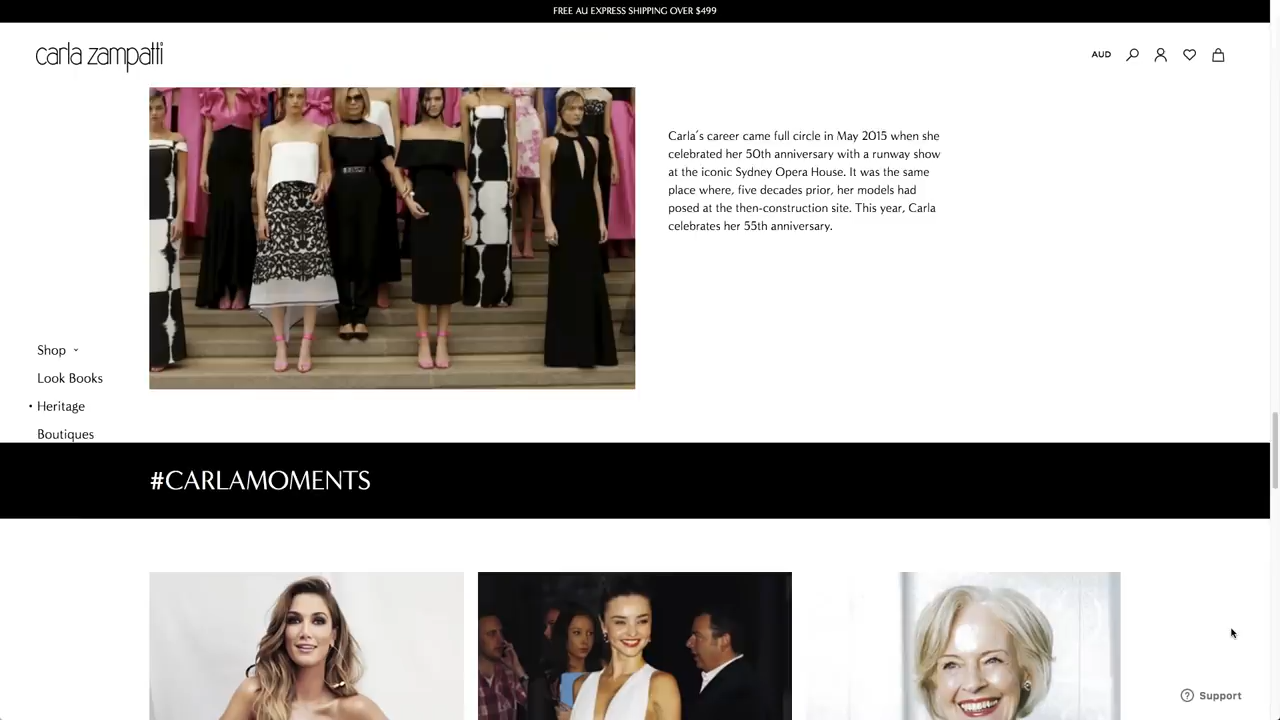 FREE AU EXPRESS SHIPPING OVER $499
carla zampatti
AUD
Carla's career came full circle in May 2015 when she
celebrated her 50th anniversary with a runway show
at the iconic Sydney Opera House. It was the same
place where, five decades prior, her models had
posed at the then-construction site. This year, Carla
celebrates her 55th anniversary.
Shop
Look Books
• Heritage
Boutiques
#CARLAMOMENTS
Support